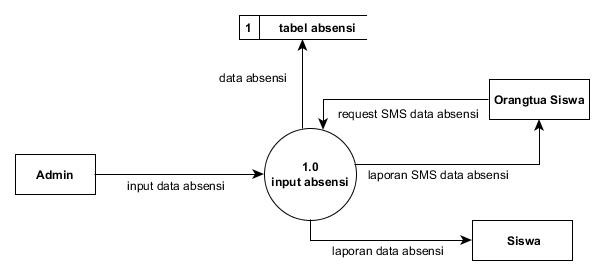 1 tabel absensi
data absensi
Orangtua Siswa
request SMS data absensi
1.0
input absensi
laporan SMS data absensi
Admin
input data absensi
Siswa
laporan data absensi